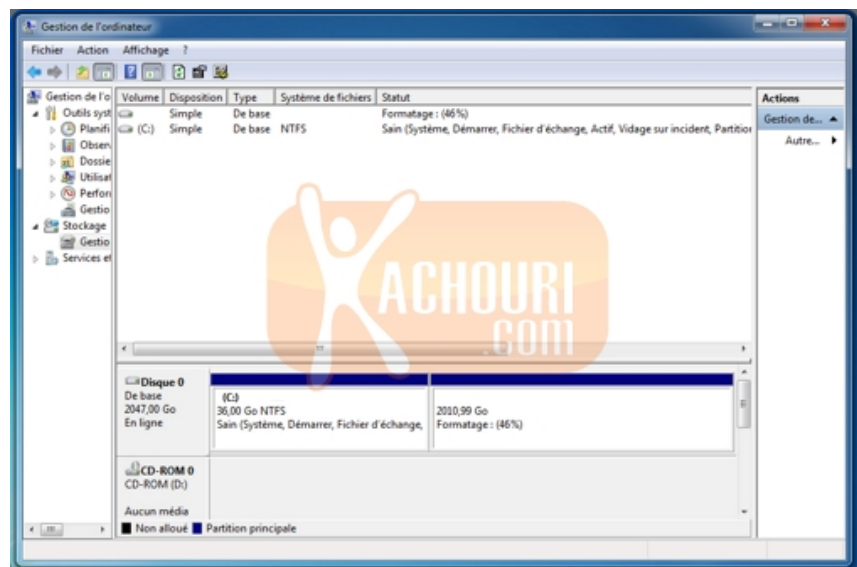 Gestion de l'ordinateur
Fichier Action Affichage ?
Gestion de l'o
Outils syst
Planifi
Observ
Dossie
Utilisat
Perforn
Gestio
Stockage
Gestio
Services et
Volume Disposition Type Système de fichiers Statut
Simple De base Formatage : (46%)
(C:) Simple De base NTFS Sain (Système, Démarrer, Fichier d'échange, Actif, Vidage sur incident, Partition
Actions
Gestion de...
Autre...
KACHOURI
.COM
Disque 0
De base
2047,00 Go
En ligne
(C:)
36,00 Go NTFS
Sain (Système, Démarrer, Fichier d'échange,
2010,99 Go
Formatage : (46%)
CD-ROM 0
CD-ROM (D:)
Aucun média
Non alloué Partition principale